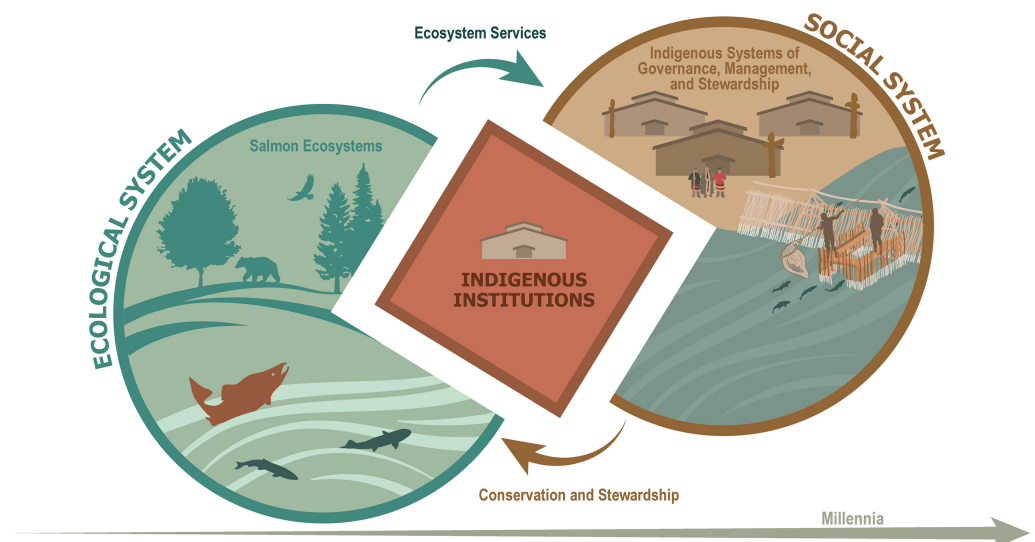 Ecosystem Services
SOCIAL SYSTEM
Indigenous Systems of
Governance, Management,
and Stewardship
ECOLOGICAL SYSTEM
Salmon Ecosystems
INDIGENOUS
INSTITUTIONS
Conservation and Stewardship
Millennia